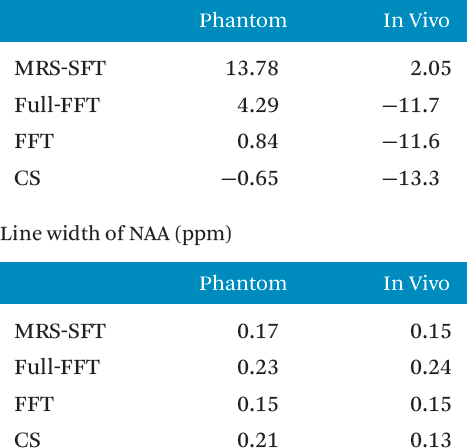 Phantom In Vivo
MRS-SFT 13.78 2.05
Full-FFT 4.29 −11.7
FFT 0.84 −11.6
CS −0.65 −13.3
Line width of NAA (ppm)
Phantom In Vivo
MRS-SFT 0.17 0.15
Full-FFT 0.23 0.24
FFT 0.15 0.15
CS 0.21 0.13